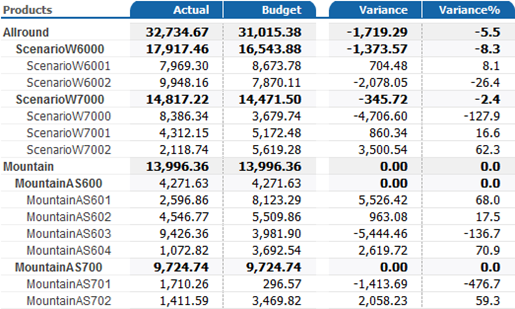 Products Actual Budget Variance Variance%
Allround 32,734.67 31,015.38 -1,719.29 -5.5
ScenarioW6000 17,917.46 16,543.88 -1,373.57 -8.3
ScenarioW6001 7,969.30 8,673.78 704.48 8.1
ScenarioW6002 9,948.16 7,870.11 -2,078.05 -26.4
ScenarioW7000 14,817.22 14,471.50 -345.72 -2.4
ScenarioW7000 8,386.34 3,679.74 -4,706.60 -127.9
ScenarioW7001 4,312.15 5,172.48 860.34 16.6
ScenarioW7002 2,118.74 5,619.28 3,500.54 62.3
Mountain 13,996.36 13,996.36 0.00 0.0
MountainAS600 4,271.63 4,271.63 0.00 0.0
MountainAS601 2,596.86 8,123.29 5,526.42 68.0
MountainAS602 4,546.77 5,509.86 963.08 17.5
MountainAS603 9,426.36 3,981.90 -5,444.46 -136.7
MountainAS604 1,072.82 3,692.54 2,619.72 70.9
MountainAS700 9,724.74 9,724.74 0.00 0.0
MountainAS701 1,710.26 296.57 -1,413.69 -476.7
MountainAS702 1,411.59 3,469.82 2,058.23 59.3